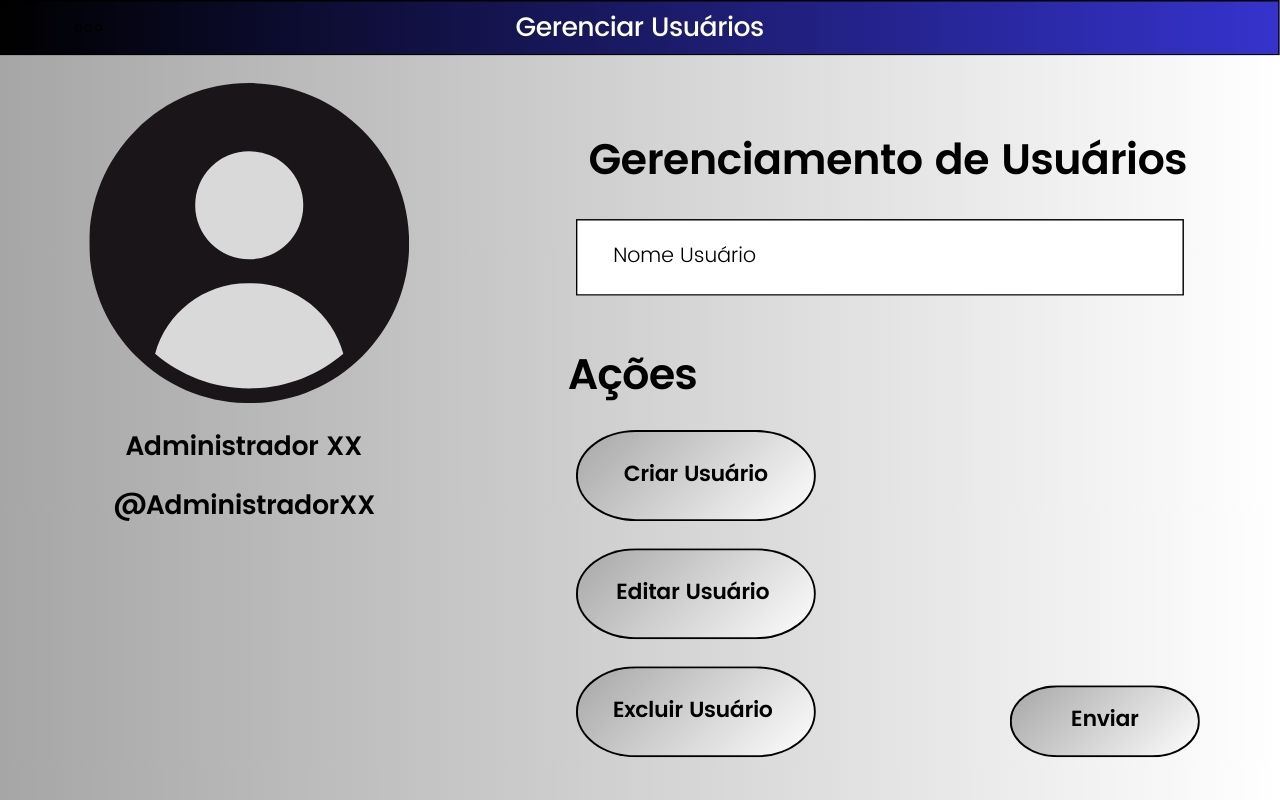 Gerenciar Usuários
Administrador XX
@AdministradorXX
Gerenciamento de Usuários
Nome Usuário
Ações
Criar Usuário
Editar Usuário
Excluir Usuário
Enviar